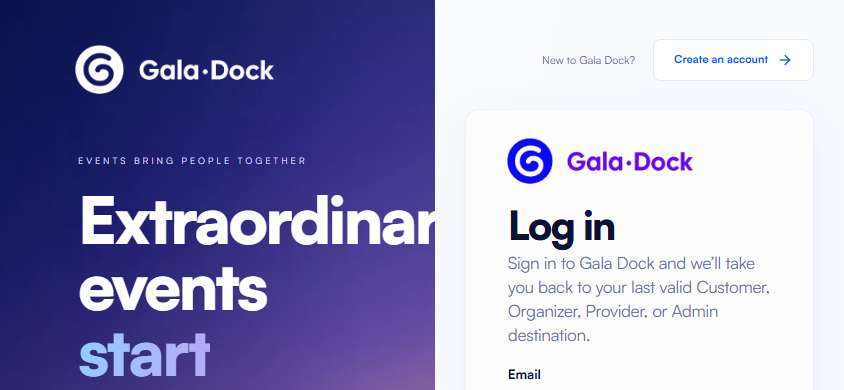 Gala·Dock
EVENTS BRING PEOPLE TOGETHER
Extraordinar
events
start
New to Gala Dock?
Create an account
Gala·Dock
Log in
Sign in to Gala Dock and we'll take
you back to your last valid Customer,
Organizer, Provider, or Admin
destination.
Email